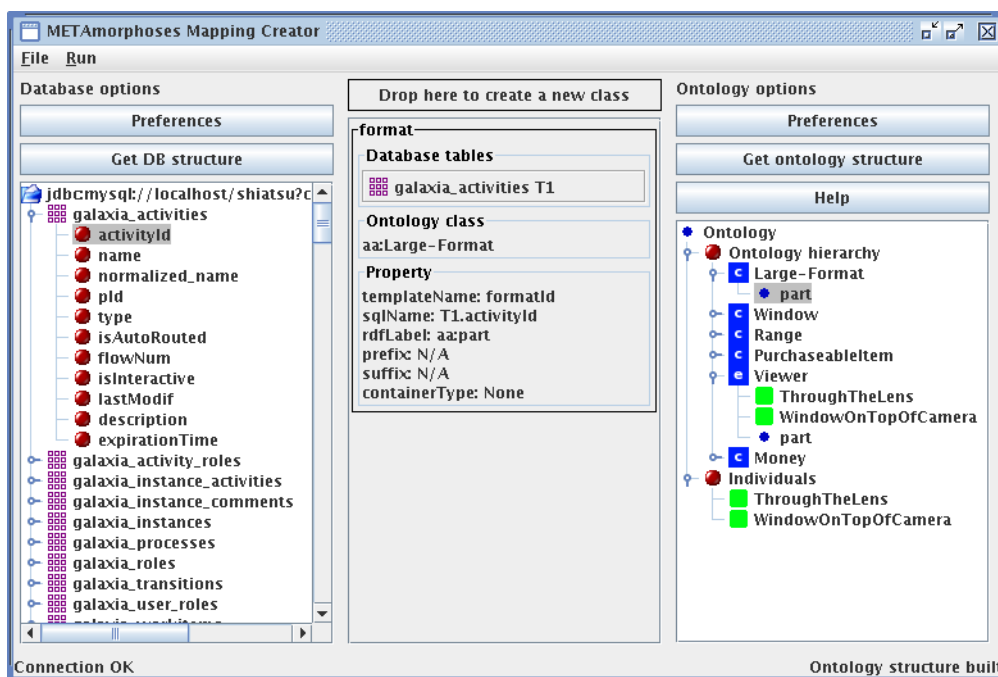 METAmorphoses Mapping Creator
File Run
Database options
Preferences
Get DB structure
jdbc:mysql://localhost/shiatsu?c
galaxia_activities
activityId
name
normalized_name
pId
type
isAutoRouted
flowNum
isInteractive
lastModif
description
expirationTime
galaxia_activity_roles
galaxia_instance_activities
galaxia_instance_comments
galaxia_instances
galaxia_processes
galaxia_roles
galaxia_transitions
galaxia_user_roles
Connection OK
Drop here to create a new class
format
Database tables
galaxia_activities T1
Ontology class
aa:Large-Format
Property
templateName: formatId
sqlName: T1.activityId
rdfLabel: aa:part
prefix: N/A
suffix: N/A
containerType: None
Ontology options
Preferences
Get ontology structure
Help
Ontology
Ontology hierarchy
c Large-Format
part
c Window
c Range
c PurchaseableItem
e Viewer
ThroughTheLens
WindowOnTopOfCamera
part
c Money
Individuals
ThroughTheLens
WindowOnTopOfCamera
Ontology structure built